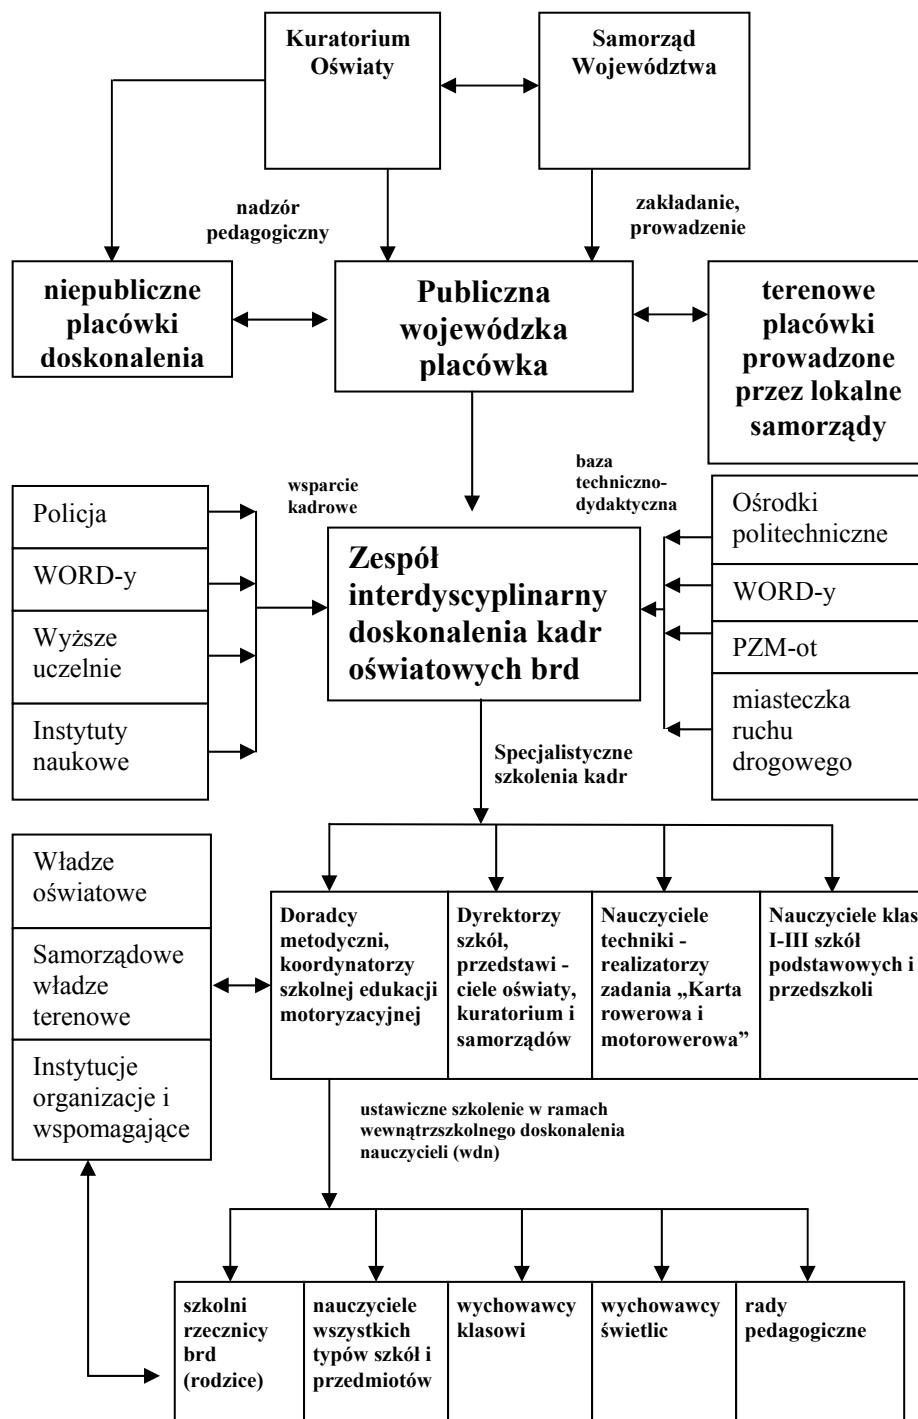 Kuratorium
Oświaty
Samorząd
Województwa
nadzór
pedagogiczny
zakładanie,
prowadzenie
niepubliczne
placówki
doskonalenia
Publiczna
wojewódzka
placówka
terenowe
placówki
prowadzone
przez lokalne
samorządy
wsparcie
kadrowe
baza
techniczno-
dydaktyczna
Policja
WORD-y
Wyższe
uczelnie
Instytuty
naukowe
Zespół
interdyscyplinarny
doskonalenia kadr
oświatowych brd
Ośrodki
politechniczne
WORD-y
PZM-ot
miasteczka
ruchu
drogowego
Specjalistyczne
szkolenia kadr
Władze
oświatowe
Samorządowe
władze
terenowe
Instytucje
organizacje i
wspomagające
Doradcy
metodyczni,
koordynatorzy
szkolnej edukacji
motoryzacyjnej
Dyrektorzy
szkół,
przedstawi -
ciele oświaty,
kuratorium i
samorządów
Nauczyciele
techniki -
realizatorzy
zadania „Karta
rowerowa i
motorowerowa”
Nauczyciele klas
I-III szkół
podstawowych i
przedszkoli
ustawiczne szkolenie w ramach
wewnątrzszkolnego doskonalenia
nauczycieli (wdn)
szkolni
rzecznicy
brd
(rodzice)
nauczyciele
wszystkich
typów szkół i
przedmiotów
wychowawcy
klasowi
wychowawcy
świetlic
rady
pedagogiczne